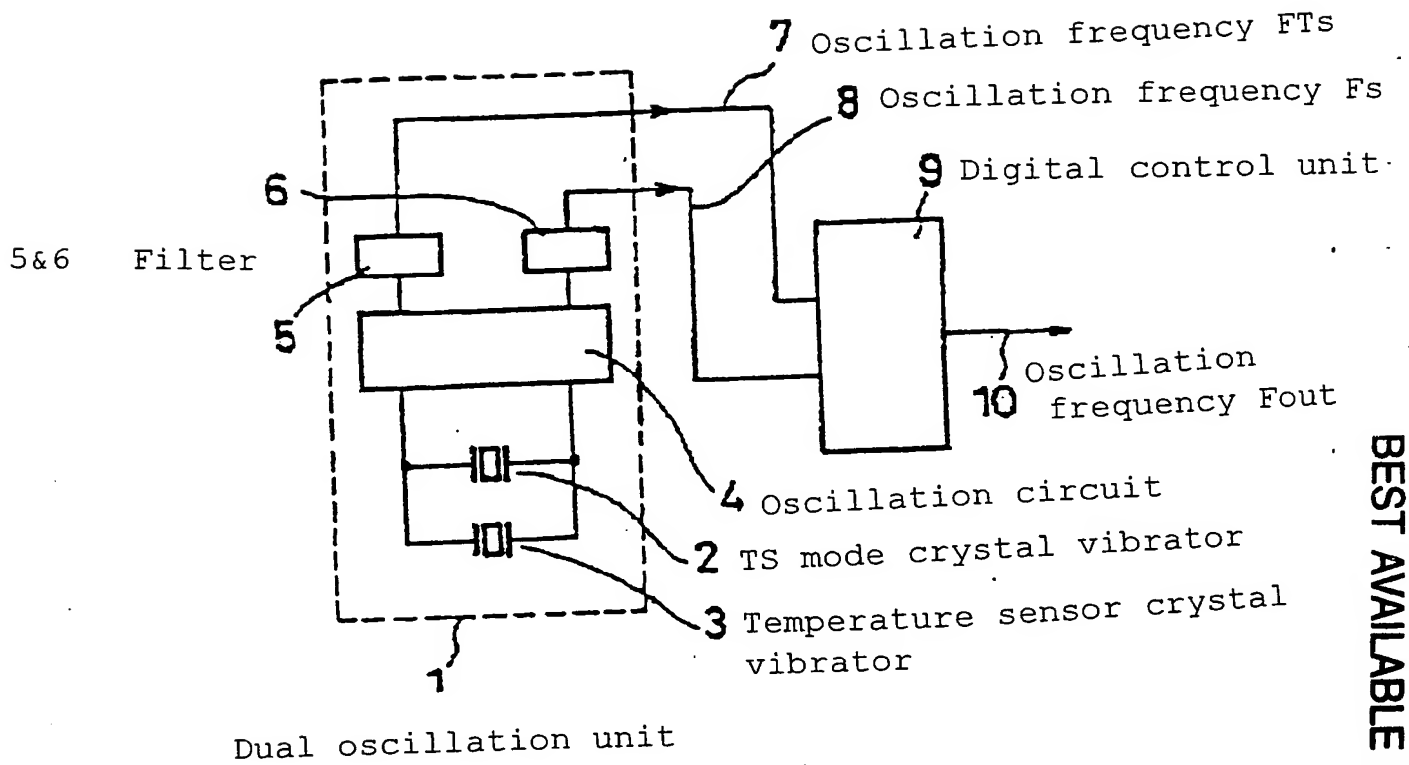 7 Oscillation frequency FTs
8 Oscillation frequency Fs
9 Digital control unit
6
5&6 Filter
5
10 Oscillation
frequency Fout
4 Oscillation circuit
2 TS mode crystal vibrator
3 Temperature sensor crystal
vibrator
1
Dual oscillation unit
BEST AVAILABLE